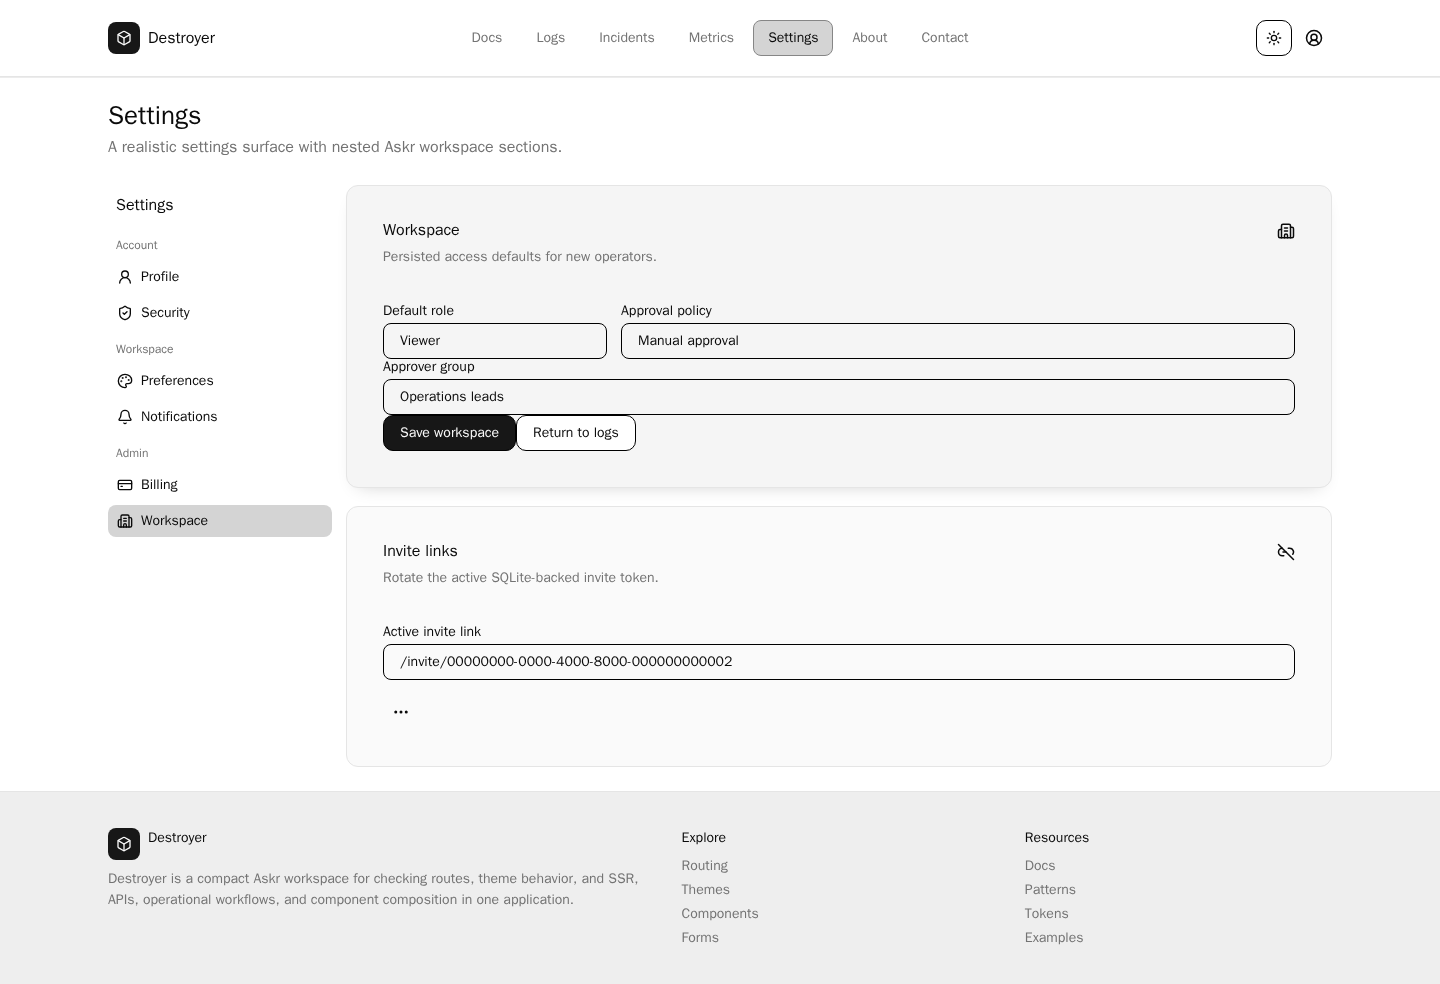 Destroyer
Docs
Logs
Incidents
Metrics
Settings
About
Contact
Settings
A realistic settings surface with nested Askr workspace sections.
Settings
Account
Profile
Security
Workspace
Preferences
Notifications
Admin
Billing
Workspace
Workspace
Persisted access defaults for new operators.
Default role
Viewer
Approval policy
Manual approval
Approver group
Operations leads
Save workspace
Return to logs
Invite links
Rotate the active SQLite-backed invite token.
Active invite link
/invite/00000000-0000-4000-8000-000000000002
Destroyer
Destroyer is a compact Askr workspace for checking routes, theme behavior, and SSR,
APIs, operational workflows, and component composition in one application.
Explore
Routing
Themes
Components
Forms
Resources
Docs
Patterns
Tokens
Examples